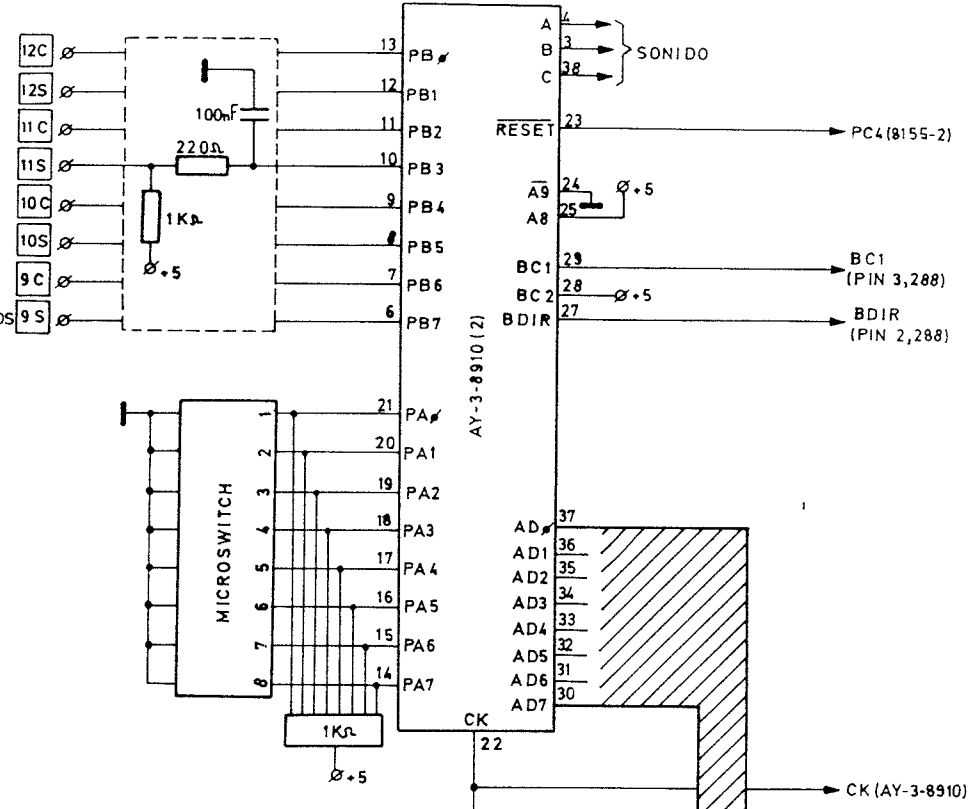 12C
12S
11C
11S
10C
10S
9C
9S
100nF
220Ω
1KΩ
+5
13 PBø
12 PB1
11 PB2
10 PB3
9 PB4
8 PB5
7 PB6
6 PB7
A 4
B 3
C 38
SONIDO
RESET 23
PC4(8155-2)
A9 24
A8 25
+5
BC1 29
BC1
(PIN 3,288)
BC2 28
+5
BDIR 27
BDIR
(PIN 2,288)
AY-3-8910(2)
MICROSWITCH
1
2
3
4
5
6
7
8
21 PAø
20 PA1
19 PA2
18 PA3
17 PA4
16 PA5
15 PA6
14 PA7
1KΩ
+5
ADø 37
AD1 36
AD2 35
AD3 34
AD4 33
AD5 32
AD6 31
AD7 30
CK
22
CK(AY-3-8910)